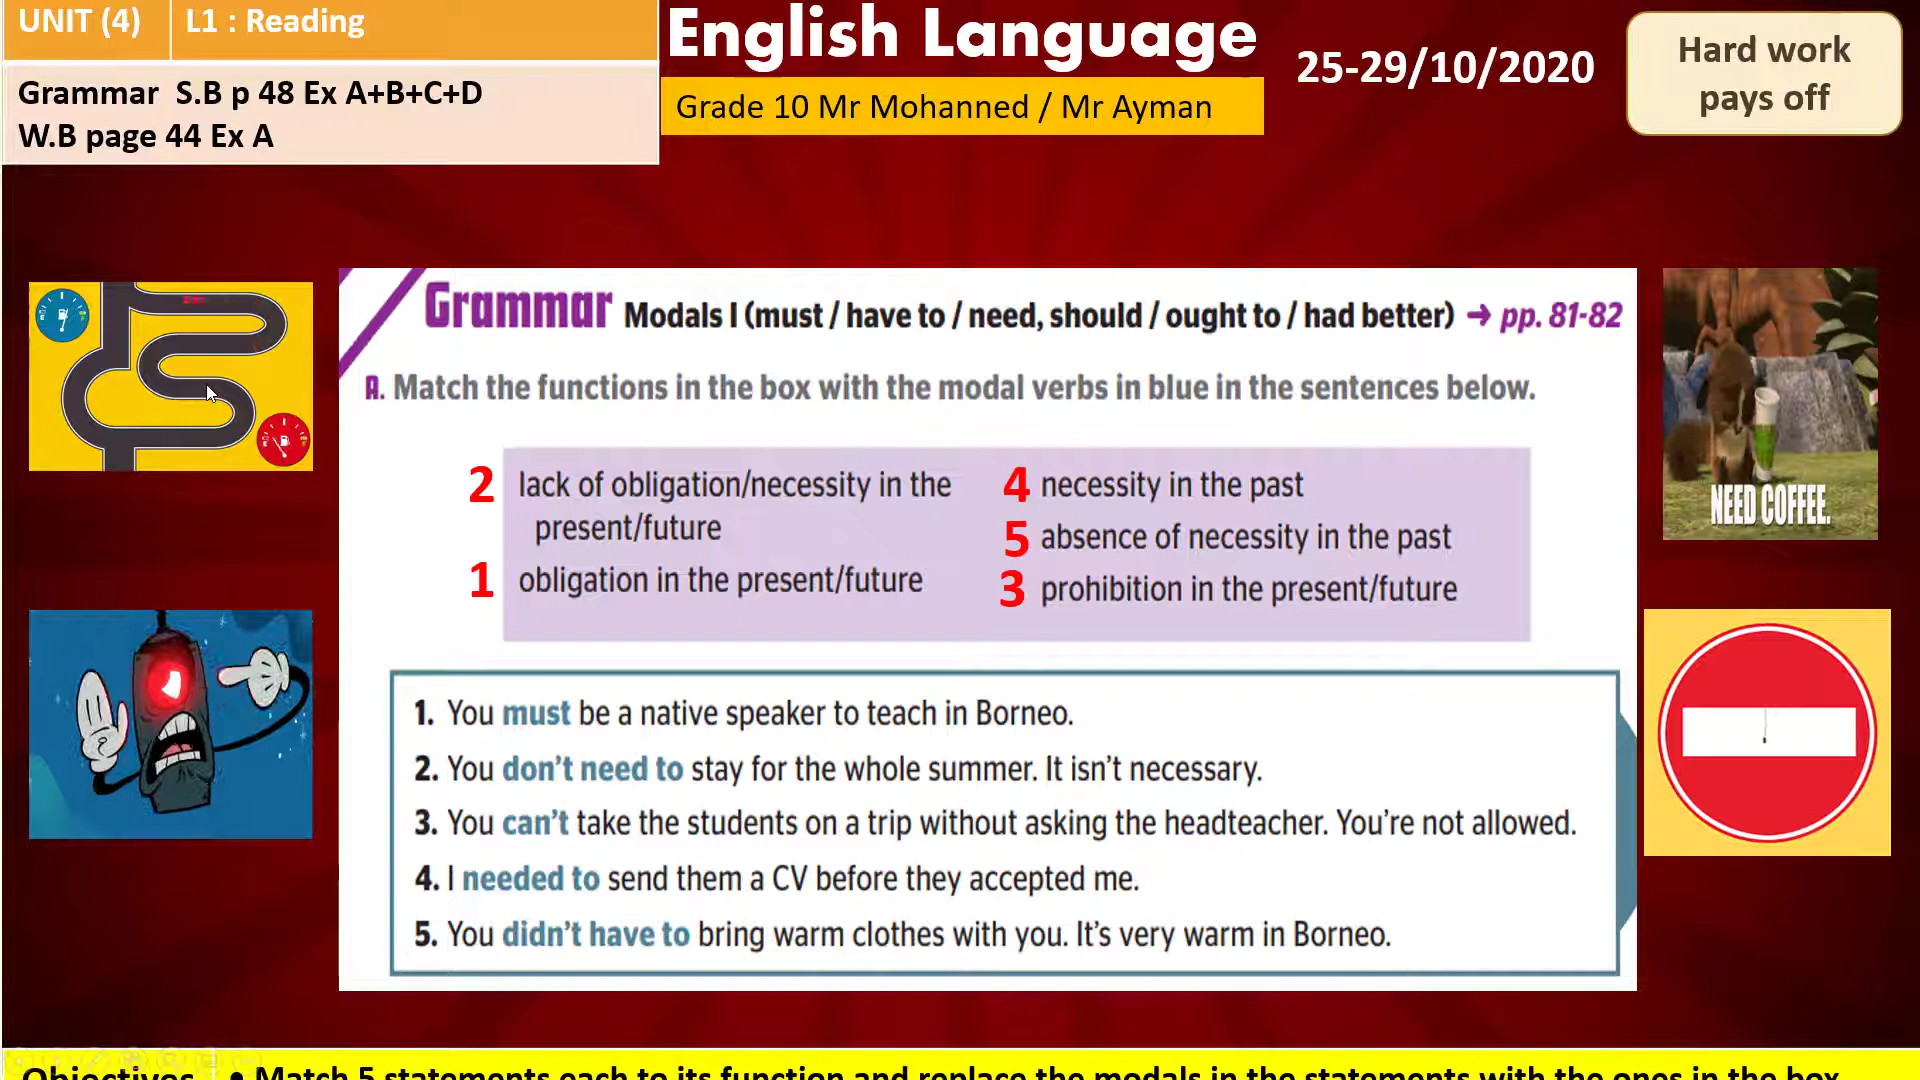 UNIT (4)
L1 : Reading
Grammar S.B p 48 Ex A+B+C+D
W.B page 44 Ex A
English Language
Grade 10 Mr Mohanned / Mr Ayman
25-29/10/2020
Hard work
pays off
Grammar Modals I (must / have to / need, should / ought to / had better) → pp. 81-82
A. Match the functions in the box with the modal verbs in blue in the sentences below.
2 lack of obligation/necessity in the
present/future
1 obligation in the present/future
4 necessity in the past
5 absence of necessity in the past
3 prohibition in the present/future
1. You must be a native speaker to teach in Borneo.
2. You don't need to stay for the whole summer. It isn't necessary.
3. You can't take the students on a trip without asking the headteacher. You're not allowed.
4. I needed to send them a CV before they accepted me.
5. You didn't have to bring warm clothes with you. It's very warm in Borneo.
NEED COFFEE.
Objectives
• Match 5 statements each to its function and replace the modals in the statements with the ones in the box